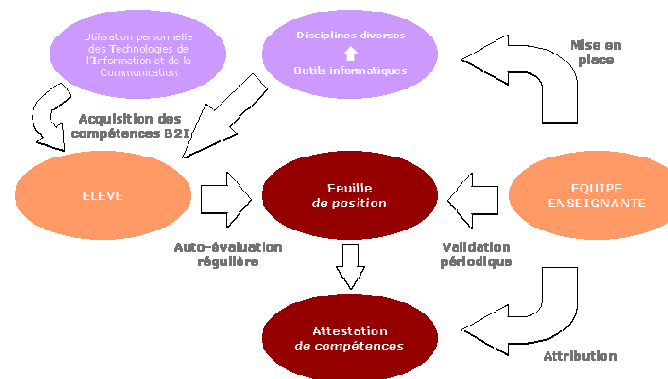 Utilisation personnelle
des Technologies de
l'Information et de la
Communication
Disciplines diverses
Outils informatiques
Mise en
place
Acquisition des
compétences B2I
ELEVE
Feuille
de position
EQUIPE
ENSEIGNANTE
Auto-évaluation
régulière
Validation
périodique
Attestation
de compétences
Attribution